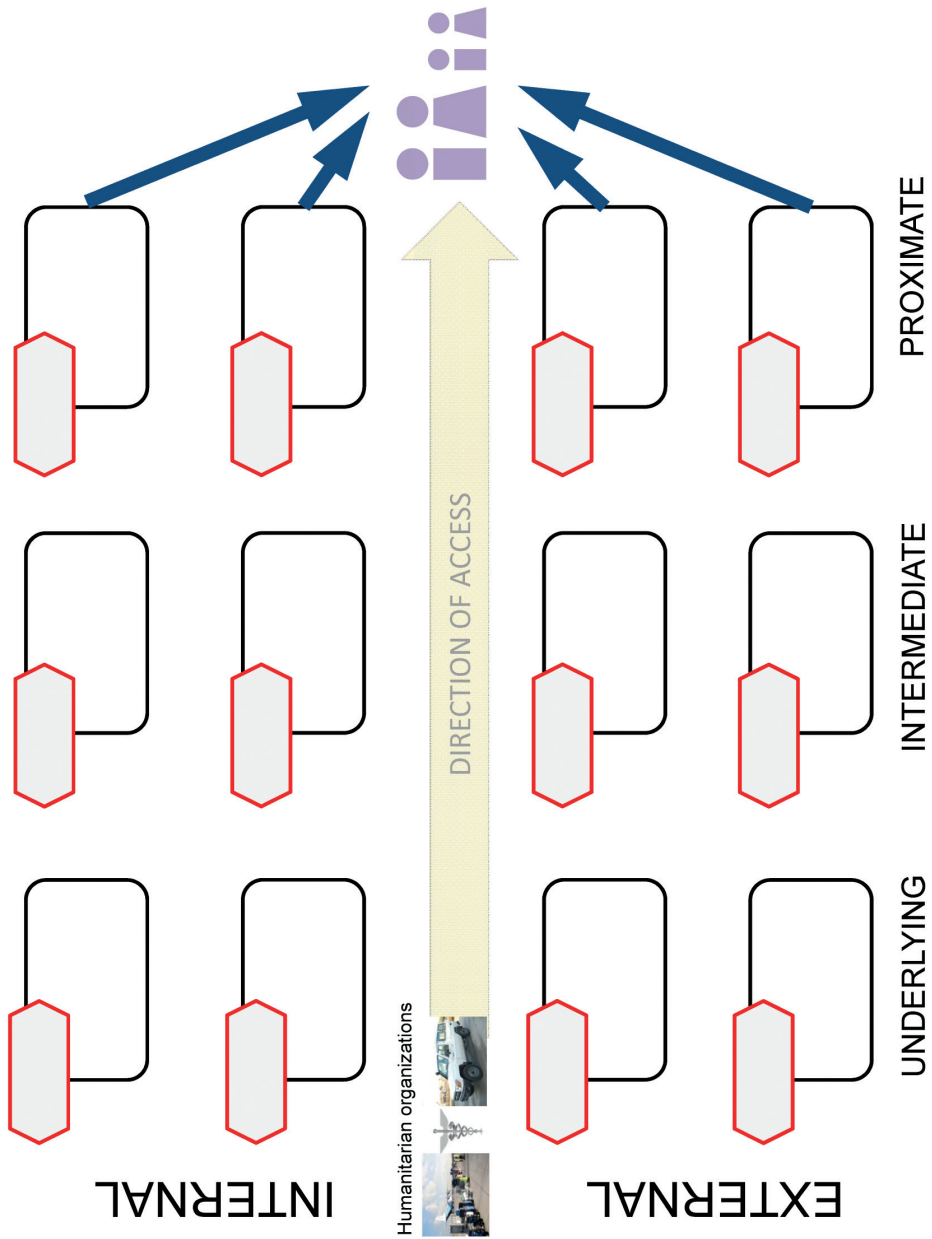 INTERNAL
Humanitarian organizations
DIRECTION OF ACCESS
EXTERNAL
UNDERLYING
INTERMEDIATE
PROXIMATE